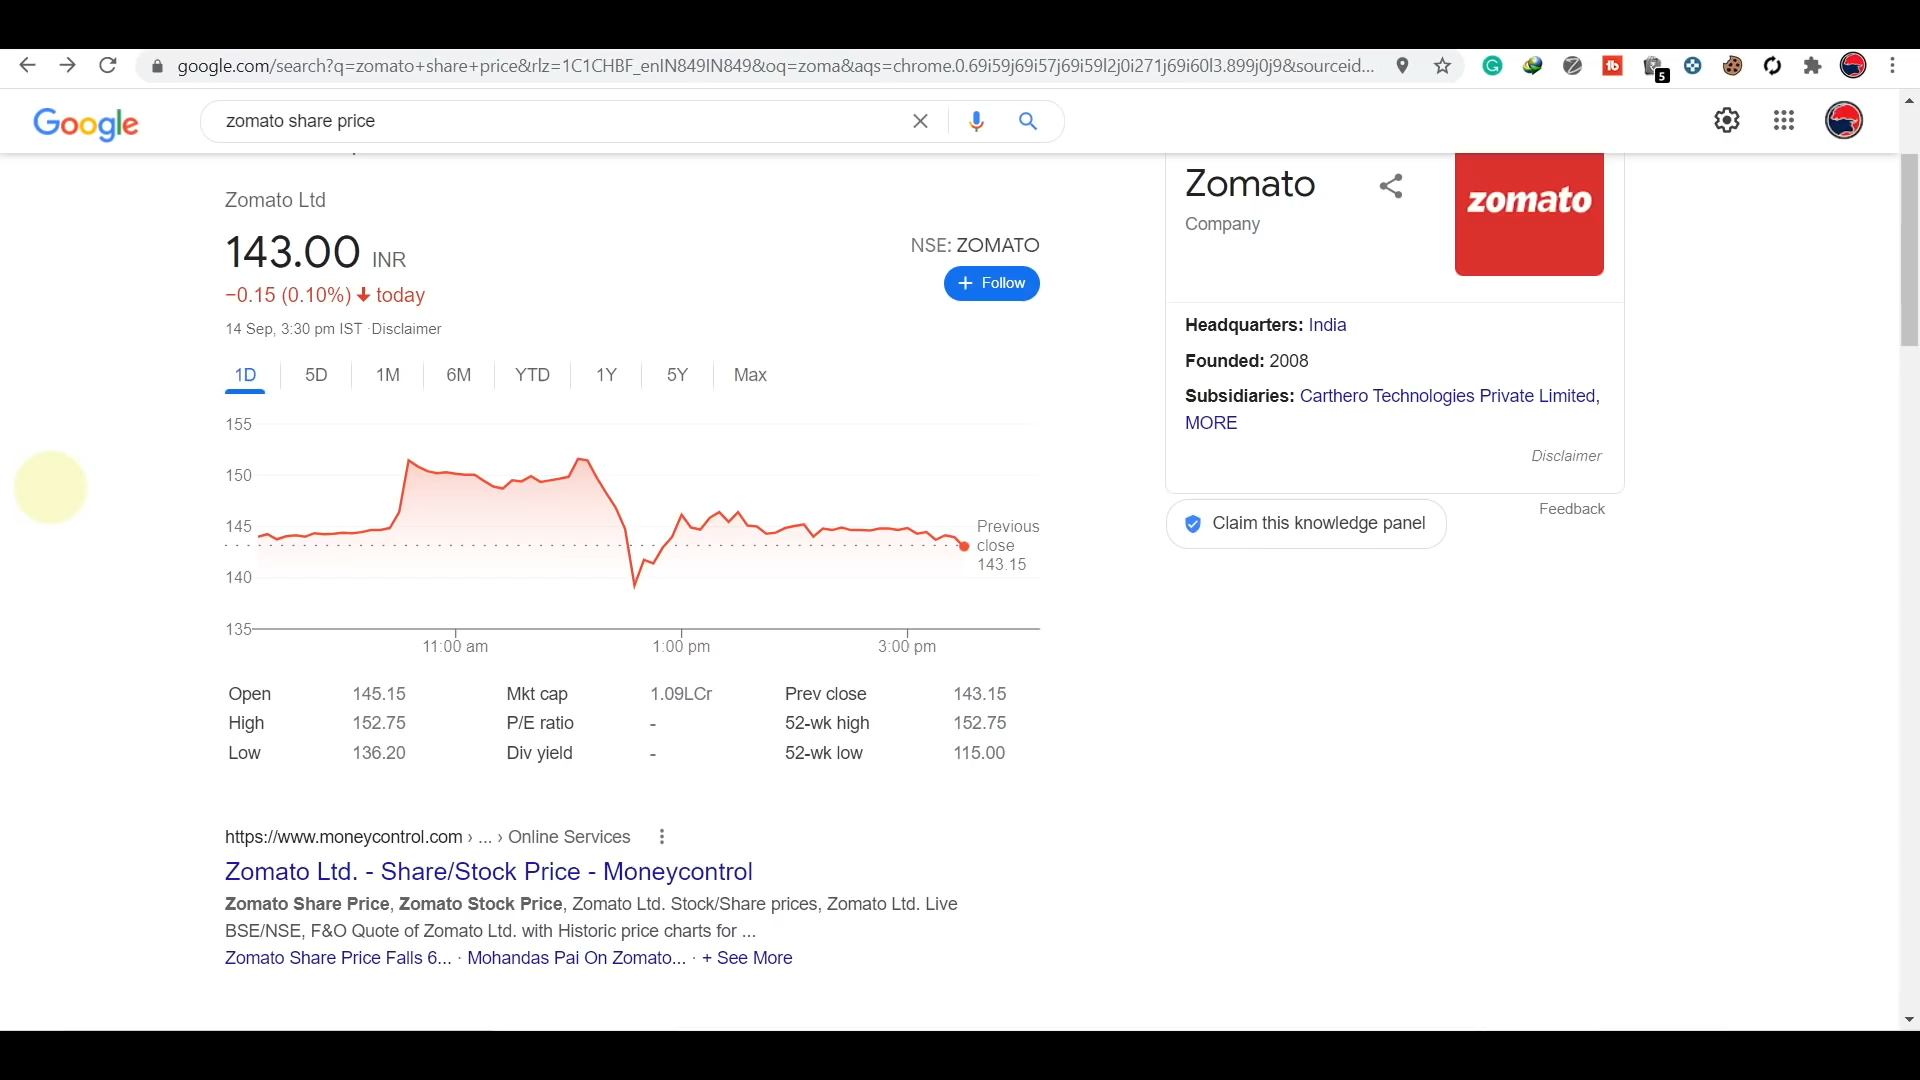 google.com/search?q=zomato+share+price&rlz=1C1CHBF_enIN849IN849&oq=zoma&aqs=chrome.0.69i59j69i57j69i59l2j0i271j69i60l3.899j0j9&sourceid...
5
Google
zomato share price
Zomato Ltd
143.00 INR
−0.15 (0.10%) today
14 Sep, 3:30 pm IST ·Disclaimer
NSE: ZOMATO
+ Follow
1D 5D 1M 6M YTD 1Y 5Y Max
155
150
145
140
135
Previous
close
143.15
11:00 am 1:00 pm 3:00 pm
Open 145.15 Mkt cap 1.09LCr Prev close 143.15
High 152.75 P/E ratio - 52-wk high 152.75
Low 136.20 Div yield - 52-wk low 115.00
https://www.moneycontrol.com › ... › Online Services
Zomato Ltd. - Share/Stock Price - Moneycontrol
Zomato Share Price, Zomato Stock Price, Zomato Ltd. Stock/Share prices, Zomato Ltd. Live
BSE/NSE, F&O Quote of Zomato Ltd. with Historic price charts for ...
Zomato Share Price Falls 6... · Mohandas Pai On Zomato... · + See More
Zomato
Company
zomato
Headquarters: India
Founded: 2008
Subsidiaries: Carthero Technologies Private Limited,
MORE
Disclaimer
Feedback
Claim this knowledge panel